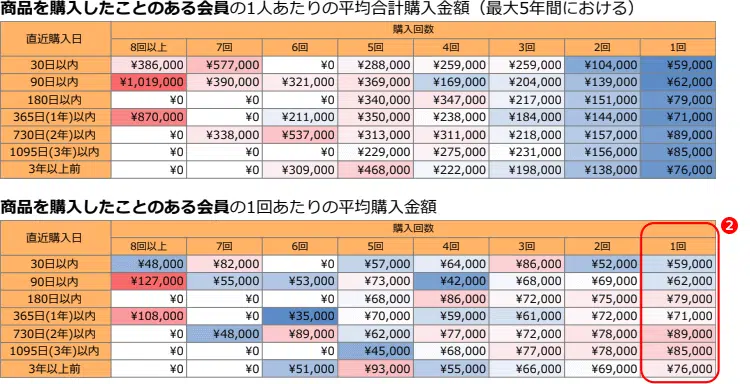 商品を購入したことのある会員の1人あたりの平均合計購入金額（最大5年間における）
直近購入日 購入回数
8回以上 7回 6回 5回 4回 3回 2回 1回
30日以内 ¥386,000 ¥577,000 ¥0 ¥288,000 ¥259,000 ¥259,000 ¥104,000 ¥59,000
90日以内 ¥1,019,000 ¥390,000 ¥321,000 ¥369,000 ¥169,000 ¥204,000 ¥139,000 ¥62,000
180日以内 ¥0 ¥0 ¥0 ¥340,000 ¥347,000 ¥217,000 ¥151,000 ¥79,000
365日(1年)以内 ¥870,000 ¥0 ¥211,000 ¥350,000 ¥238,000 ¥184,000 ¥144,000 ¥71,000
730日(2年)以内 ¥0 ¥338,000 ¥537,000 ¥313,000 ¥311,000 ¥218,000 ¥157,000 ¥89,000
1095日(3年)以内 ¥0 ¥0 ¥0 ¥229,000 ¥275,000 ¥231,000 ¥156,000 ¥85,000
3年以上前 ¥0 ¥0 ¥309,000 ¥468,000 ¥222,000 ¥198,000 ¥138,000 ¥76,000
商品を購入したことのある会員の1回あたりの平均購入金額
2
直近購入日 購入回数
8回以上 7回 6回 5回 4回 3回 2回 1回
30日以内 ¥48,000 ¥82,000 ¥0 ¥57,000 ¥64,000 ¥86,000 ¥52,000 ¥59,000
90日以内 ¥127,000 ¥55,000 ¥53,000 ¥73,000 ¥42,000 ¥68,000 ¥69,000 ¥62,000
180日以内 ¥0 ¥0 ¥0 ¥68,000 ¥86,000 ¥72,000 ¥75,000 ¥79,000
365日(1年)以内 ¥108,000 ¥0 ¥35,000 ¥70,000 ¥59,000 ¥61,000 ¥72,000 ¥71,000
730日(2年)以内 ¥0 ¥48,000 ¥89,000 ¥62,000 ¥77,000 ¥72,000 ¥78,000 ¥89,000
1095日(3年)以内 ¥0 ¥0 ¥0 ¥45,000 ¥68,000 ¥77,000 ¥78,000 ¥85,000
3年以上前 ¥0 ¥0 ¥51,000 ¥93,000 ¥55,000 ¥66,000 ¥69,000 ¥76,000